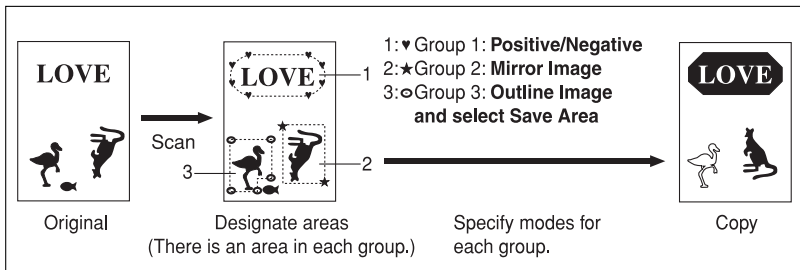 LOVE
Original
Scan
LOVE
1
2
3
Designate areas
(There is an area in each group.)
1:♥Group 1: Positive/Negative
2:★Group 2: Mirror Image
3:⬭Group 3: Outline Image
and select Save Area
Specify modes for
each group.
LOVE
Copy